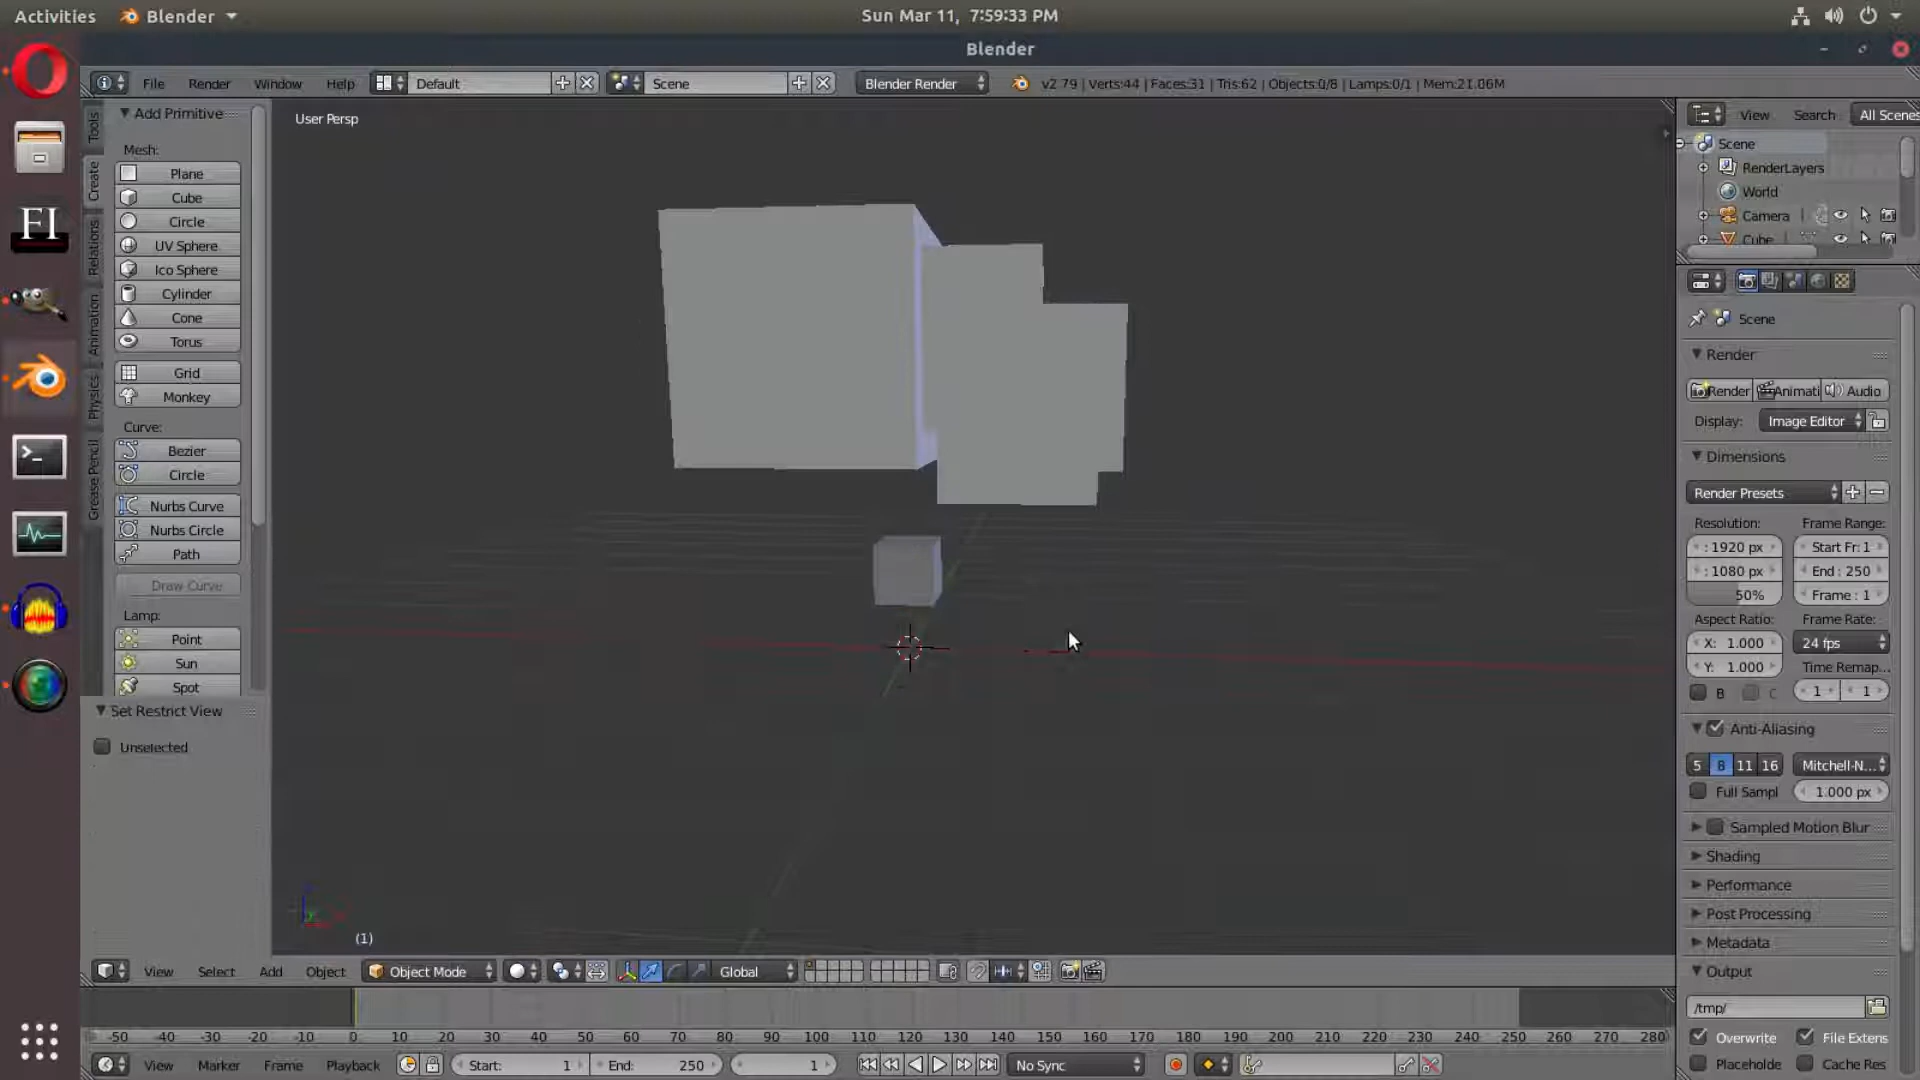 Activities Blender Sun Mar 11, 7:59:33 PM
Blender
File Render Window Help Default Scene Blender Render v2.79 | Verts:44 | Faces:31 | Tris:62 | Objects:0/8 | Lamps:0/1 | Mem:21.06M
Tools
Create
Relations
Animation
Physics
Grease Pencil
Add Primitive
Mesh:
Plane
Cube
Circle
UV Sphere
Ico Sphere
Cylinder
Cone
Torus
Grid
Monkey
Curve:
Bezier
Circle
Nurbs Curve
Nurbs Circle
Path
Draw Curve
Lamp:
Point
Sun
Spot
Set Restrict View
Unselected
FI
User Persp
(1)
View Search All Scenes
Scene
RenderLayers
World
Camera
Cube
Scene
Render
Render Animati Audio
Display: Image Editor
Dimensions
Render Presets
Resolution: Frame Range:
: 1920 px Start Fr: 1
: 1080 px End : 250
50% Frame : 1
Aspect Ratio: Frame Rate:
X: 1.000 24 fps
Y: 1.000 Time Remap...
B C 1 1
Anti-Aliasing
5 8 11 16 Mitchell-N...
Full Sampl 1.000 px
Sampled Motion Blur
Shading
Performance
Post Processing
Metadata
Output
/tmp/
Overwrite File Extens
Placeholde Cache Res
View Select Add Object Object Mode Global
-50 -40 -30 -20 -10 0 10 20 30 40 50 60 70 80 90 100 110 120 130 140 150 160 170 180 190 200 210 220 230 240 250 260 270 280
View Marker Frame Playback Start: 1 End: 250 1 No Sync